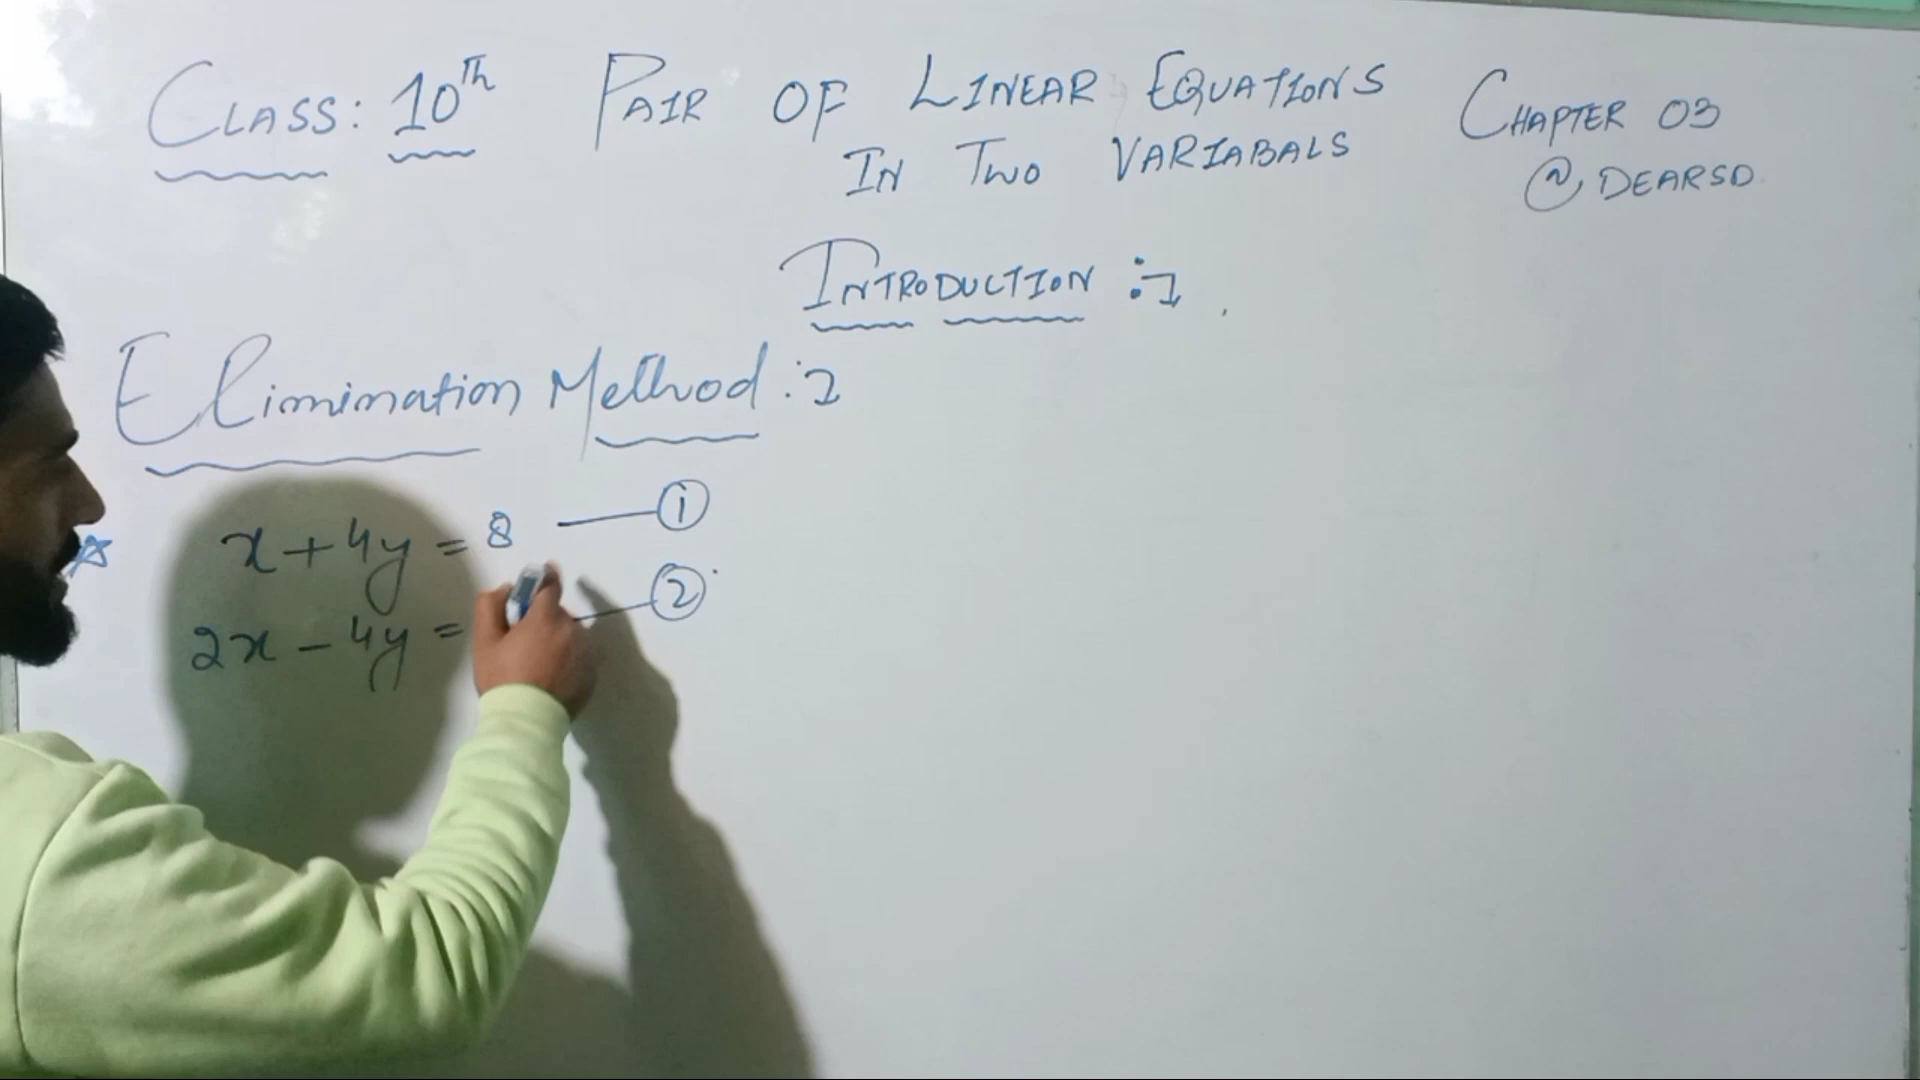 CLASS: 10th PAIR OF LINEAR EQUATIONS CHAPTER 03
IN TWO VARIABALS @DEARSD
INTRODUCTION :-
Elimination Method :-
x + 4y = 8 ①
2x - 4y = ②